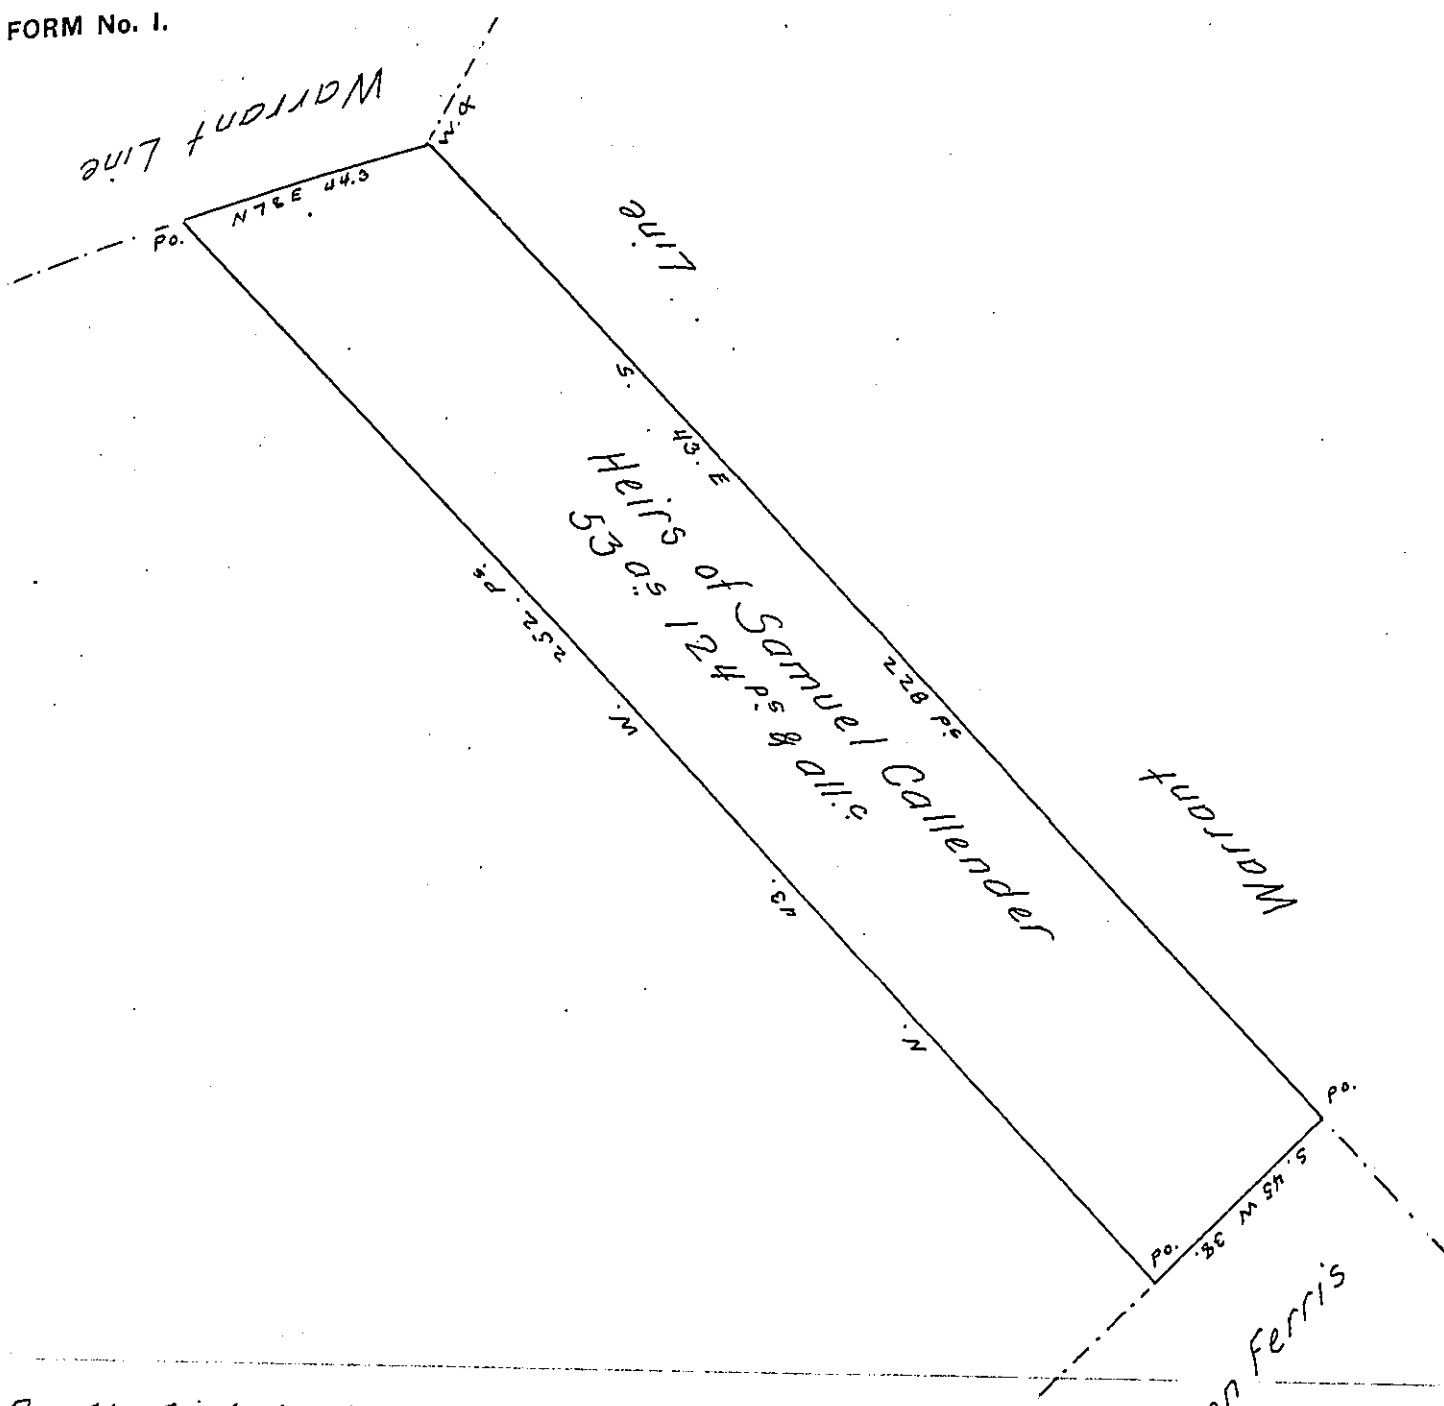 FORM No. 1.
Warrant Line
W.O.
N 78 E 44.3
Po.
Line
S. 43. E 228 Ps
Heirs of Samuel Callender
53 as 124 Ps & all.c
N. 43. W. 252. Ps.
Warrant
Po.
S. 45 W 38.
Po.
Ferris